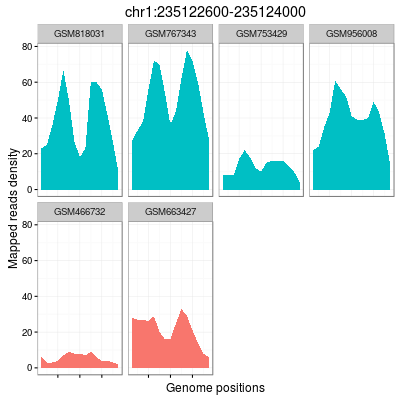 chr1:235122600-235124000
GSM818031 GSM767343 GSM753429 GSM956008
80
60
40
20
0
GSM466732 GSM663427
80
60
40
20
0
Mapped reads density
Genome positions